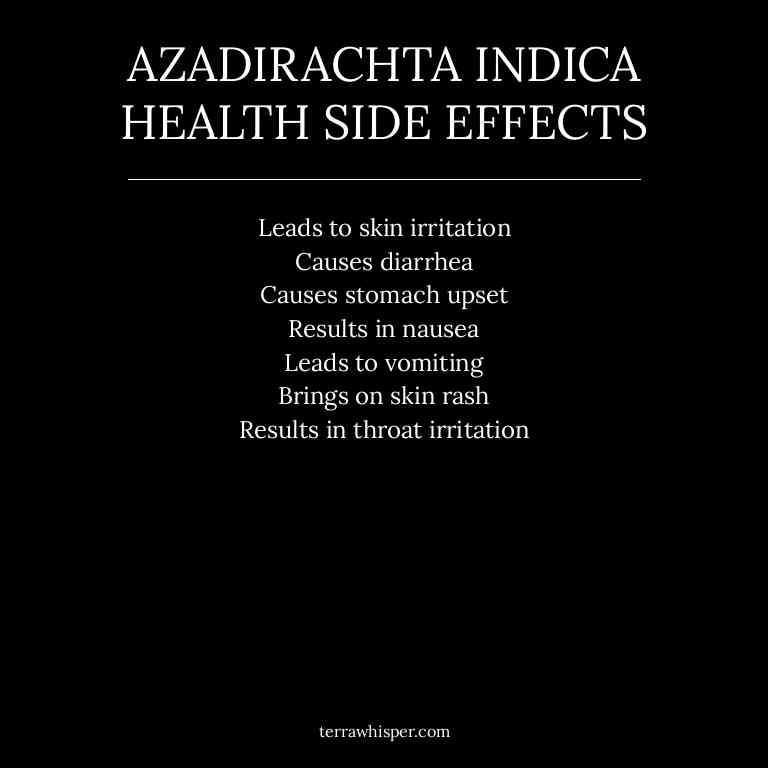 AZADIRACHTA INDICA
HEALTH SIDE EFFECTS
Leads to skin irritation
Causes diarrhea
Causes stomach upset
Results in nausea
Leads to vomiting
Brings on skin rash
Results in throat irritation
terrawhisper.com